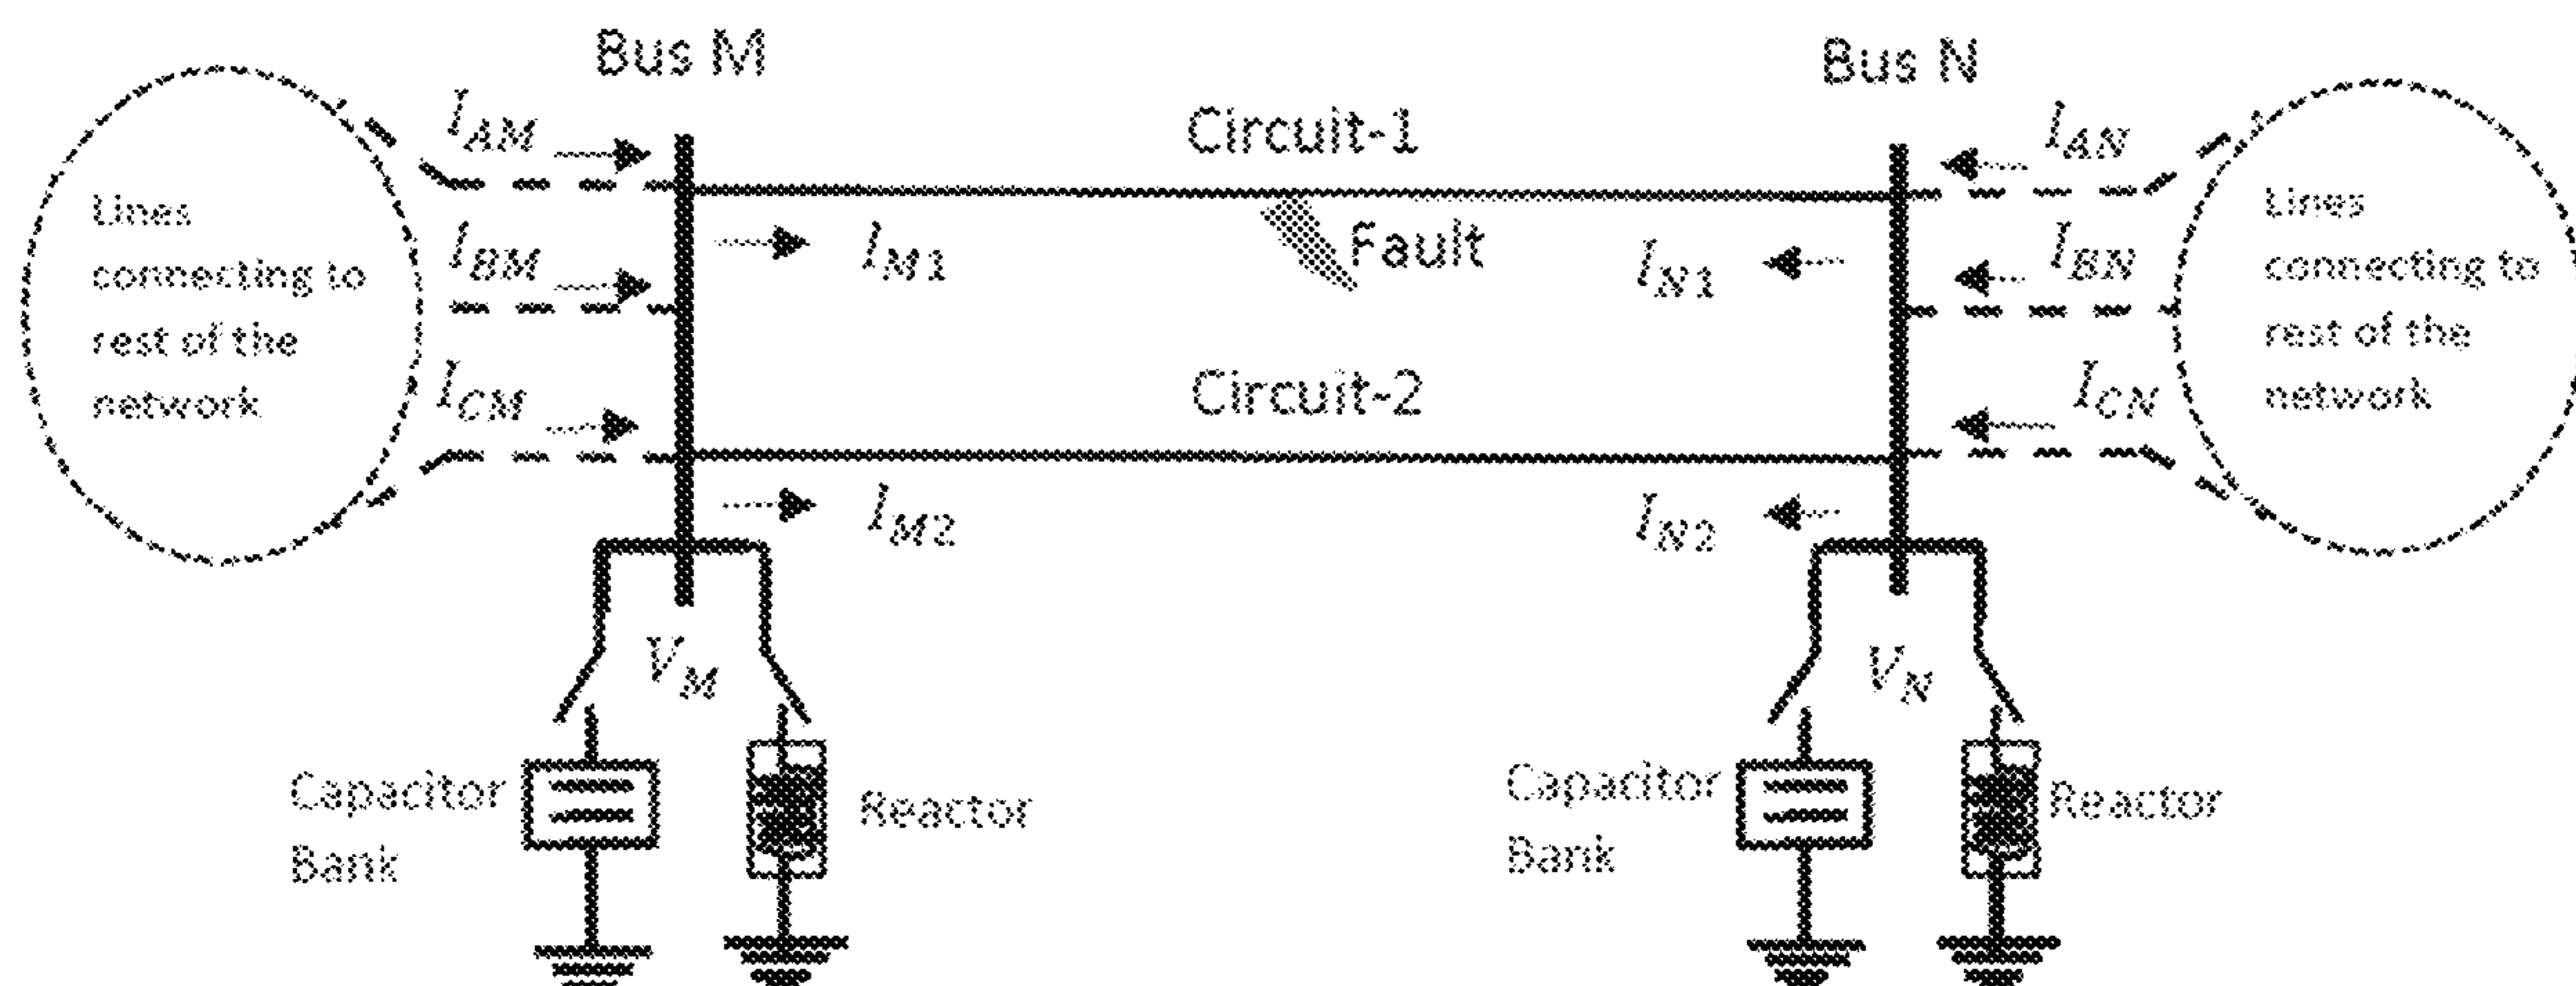 Bus M
Bus N
I_AM
Circuit-1
I_AN
Lines
connecting to
rest of the
network
I_BM
I_M1
Fault
I_N1
I_BN
Lines
connecting to
rest of the
network
I_CM
Circuit-2
I_CN
I_M2
I_N2
V_M
V_N
Capacitor
Bank
Reactor
Capacitor
Bank
Reactor